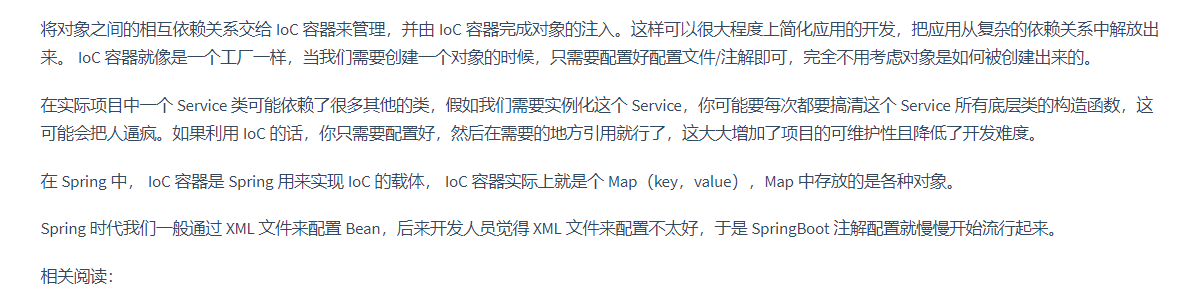 将对象之间的相互依赖关系交给 IoC 容器来管理，并由 IoC 容器完成对象的注入。这样可以很大程度上简化应用的开发，把应用从复杂的依赖关系中解放出
来。 IoC 容器就像是一个工厂一样，当我们需要创建一个对象的时候，只需要配置好配置文件/注解即可，完全不用考虑对象是如何被创建出来的。
在实际项目中一个 Service 类可能依赖了很多其他的类，假如我们需要实例化这个 Service，你可能要每次都要搞清这个 Service 所有底层类的构造函数，这
可能会把人逼疯。如果利用 IoC 的话，你只需要配置好，然后在需要的地方引用就行了，这大大增加了项目的可维护性且降低了开发难度。
在 Spring 中， IoC 容器是 Spring 用来实现 IoC 的载体， IoC 容器实际上就是个 Map（key，value），Map 中存放的是各种对象。
Spring 时代我们一般通过 XML 文件来配置 Bean，后来开发人员觉得 XML 文件来配置不太好，于是 SpringBoot 注解配置就慢慢开始流行起来。
相关阅读：